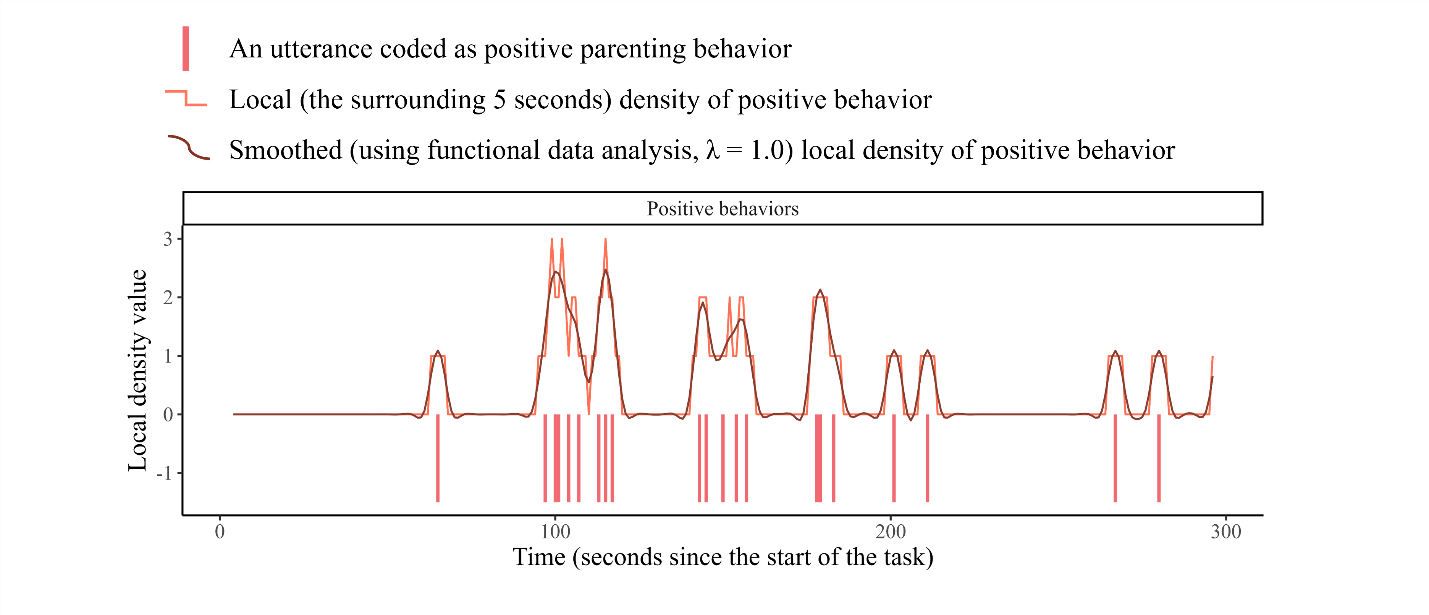 An utterance coded as positive parenting behavior
Local (the surrounding 5 seconds) density of positive behavior
Smoothed (using functional data analysis, λ = 1.0) local density of positive behavior
Positive behaviors
Local density value
3
2
1
0
-1
0 100 200 300
Time (seconds since the start of the task)